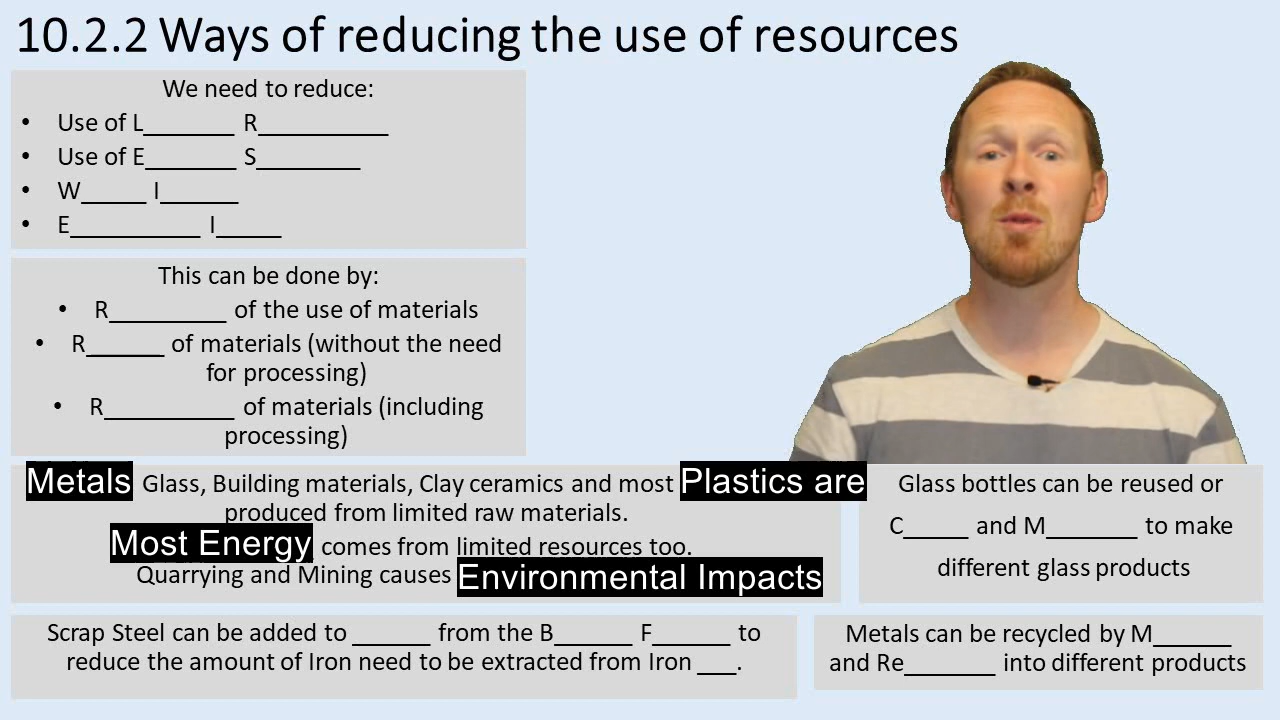 10.2.2 Ways of reducing the use of resources
We need to reduce:
• Use of L_______ R__________
• Use of E_______ S________
• W_____ I______
• E__________ I_____
This can be done by:
• R_________ of the use of materials
• R______ of materials (without the need
for processing)
• R__________ of materials (including
processing)
Metals Glass, Building materials, Clay ceramics and most Plastics are
produced from limited raw materials.
Most Energy comes from limited resources too.
Quarrying and Mining causes Environmental Impacts
Glass bottles can be reused or
C_____ and M_______ to make
different glass products
Scrap Steel can be added to ______ from the B______ F______ to
reduce the amount of Iron need to be extracted from Iron ___.
Metals can be recycled by M______
and Re_______ into different products